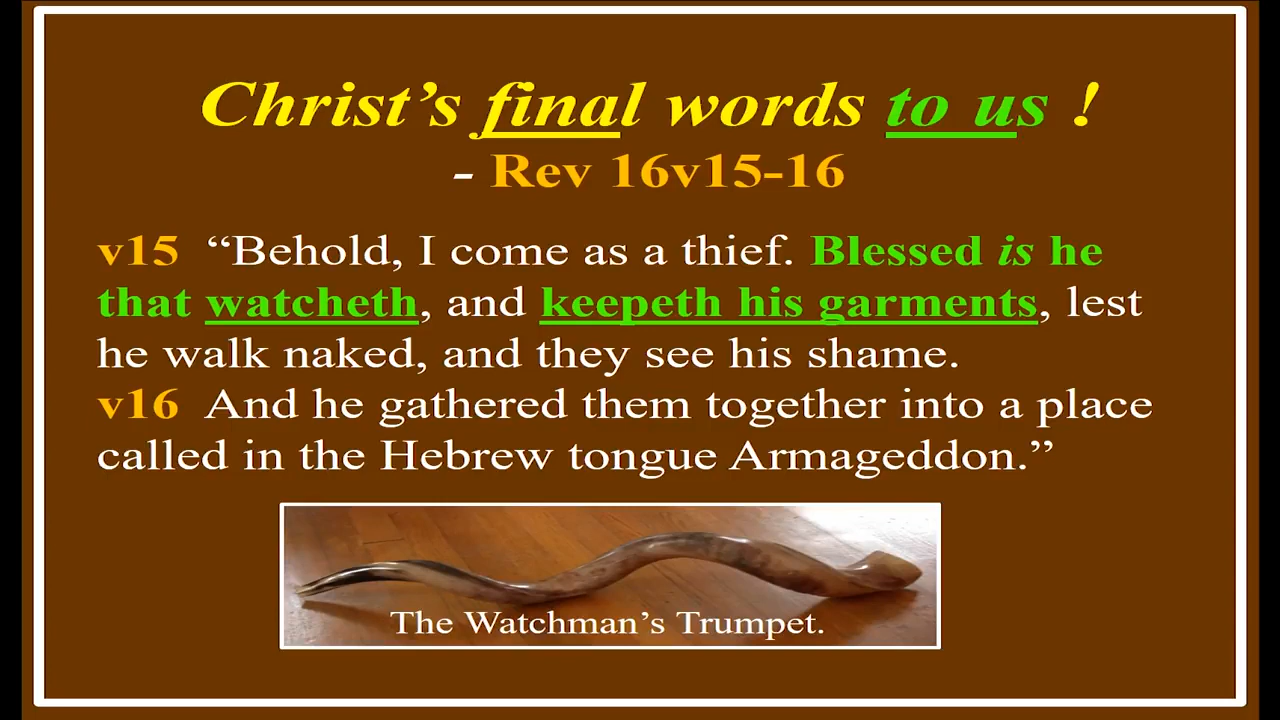 Christ’s final words to us !
- Rev 16v15-16
v15 “Behold, I come as a thief. Blessed is he
that watcheth, and keepeth his garments, lest
he walk naked, and they see his shame.
v16 And he gathered them together into a place
called in the Hebrew tongue Armageddon.”
The Watchman’s Trumpet.